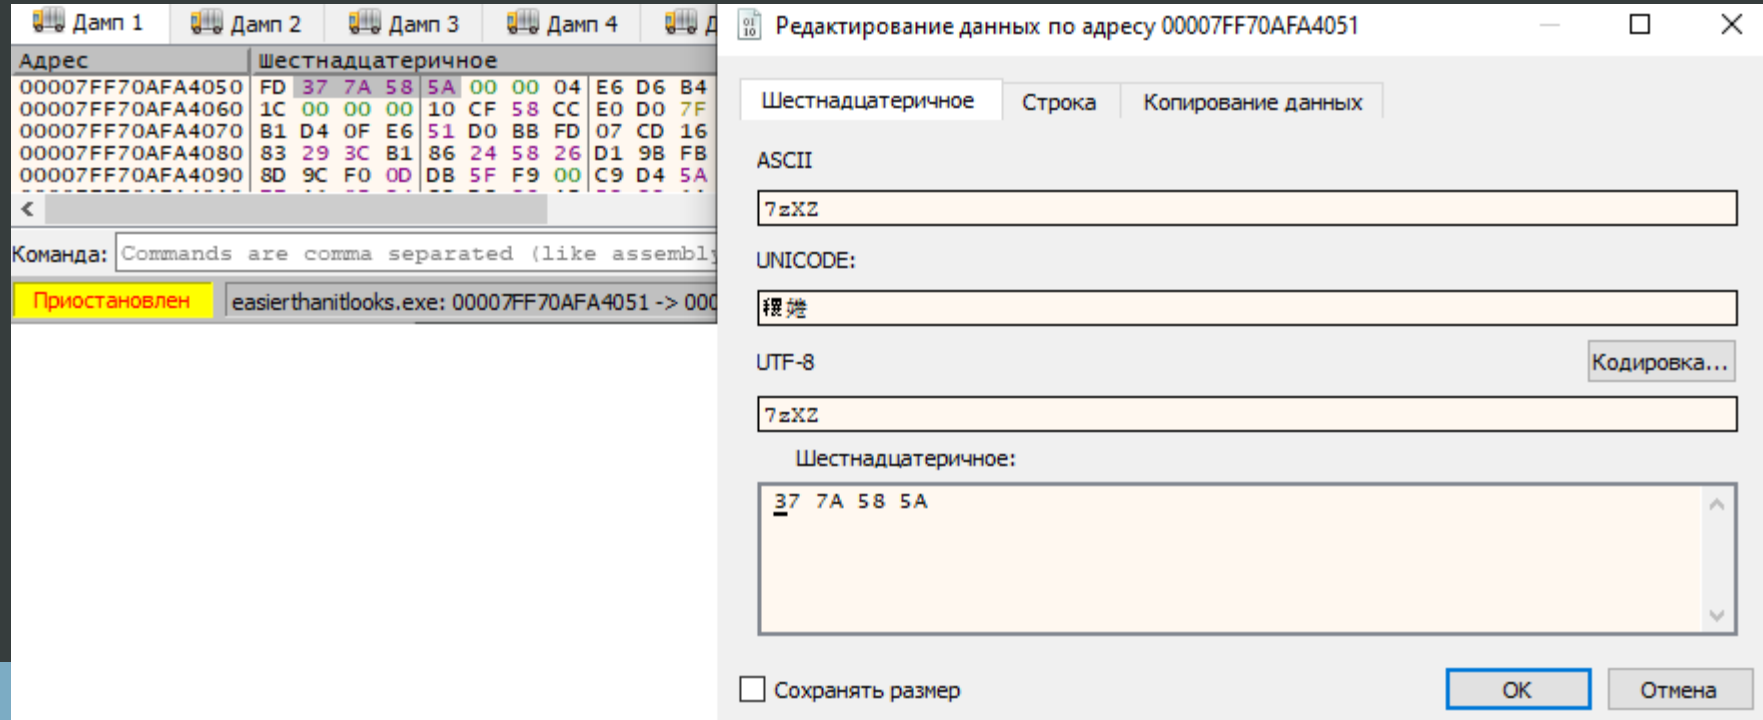 Дамп 1 Дамп 2 Дамп 3 Дамп 4 Д
Адрес Шестнадцатеричное
00007FF70AFA4050 FD 37 7A 58 5A 00 00 04 E6 D6 B4
00007FF70AFA4060 1C 00 00 00 10 CF 58 CC E0 D0 7F
00007FF70AFA4070 B1 D4 0F E6 51 D0 BB FD 07 CD 16
00007FF70AFA4080 83 29 3C B1 86 24 58 26 D1 9B FB
00007FF70AFA4090 8D 9C F0 0D DB 5F F9 00 C9 D4 5A
Команда: Commands are comma separated (like assembly
Приостановлен easierthanitlooks.exe: 00007FF70AFA4051 -> 000
Редактирование данных по адресу 00007FF70AFA4051
Шестнадцатеричное Строка Копирование данных
ASCII
7zXZ
UNICODE:
UTF-8
Кодировка...
7zXZ
Шестнадцатеричное:
37 7A 58 5A
Сохранять размер
OK Отмена